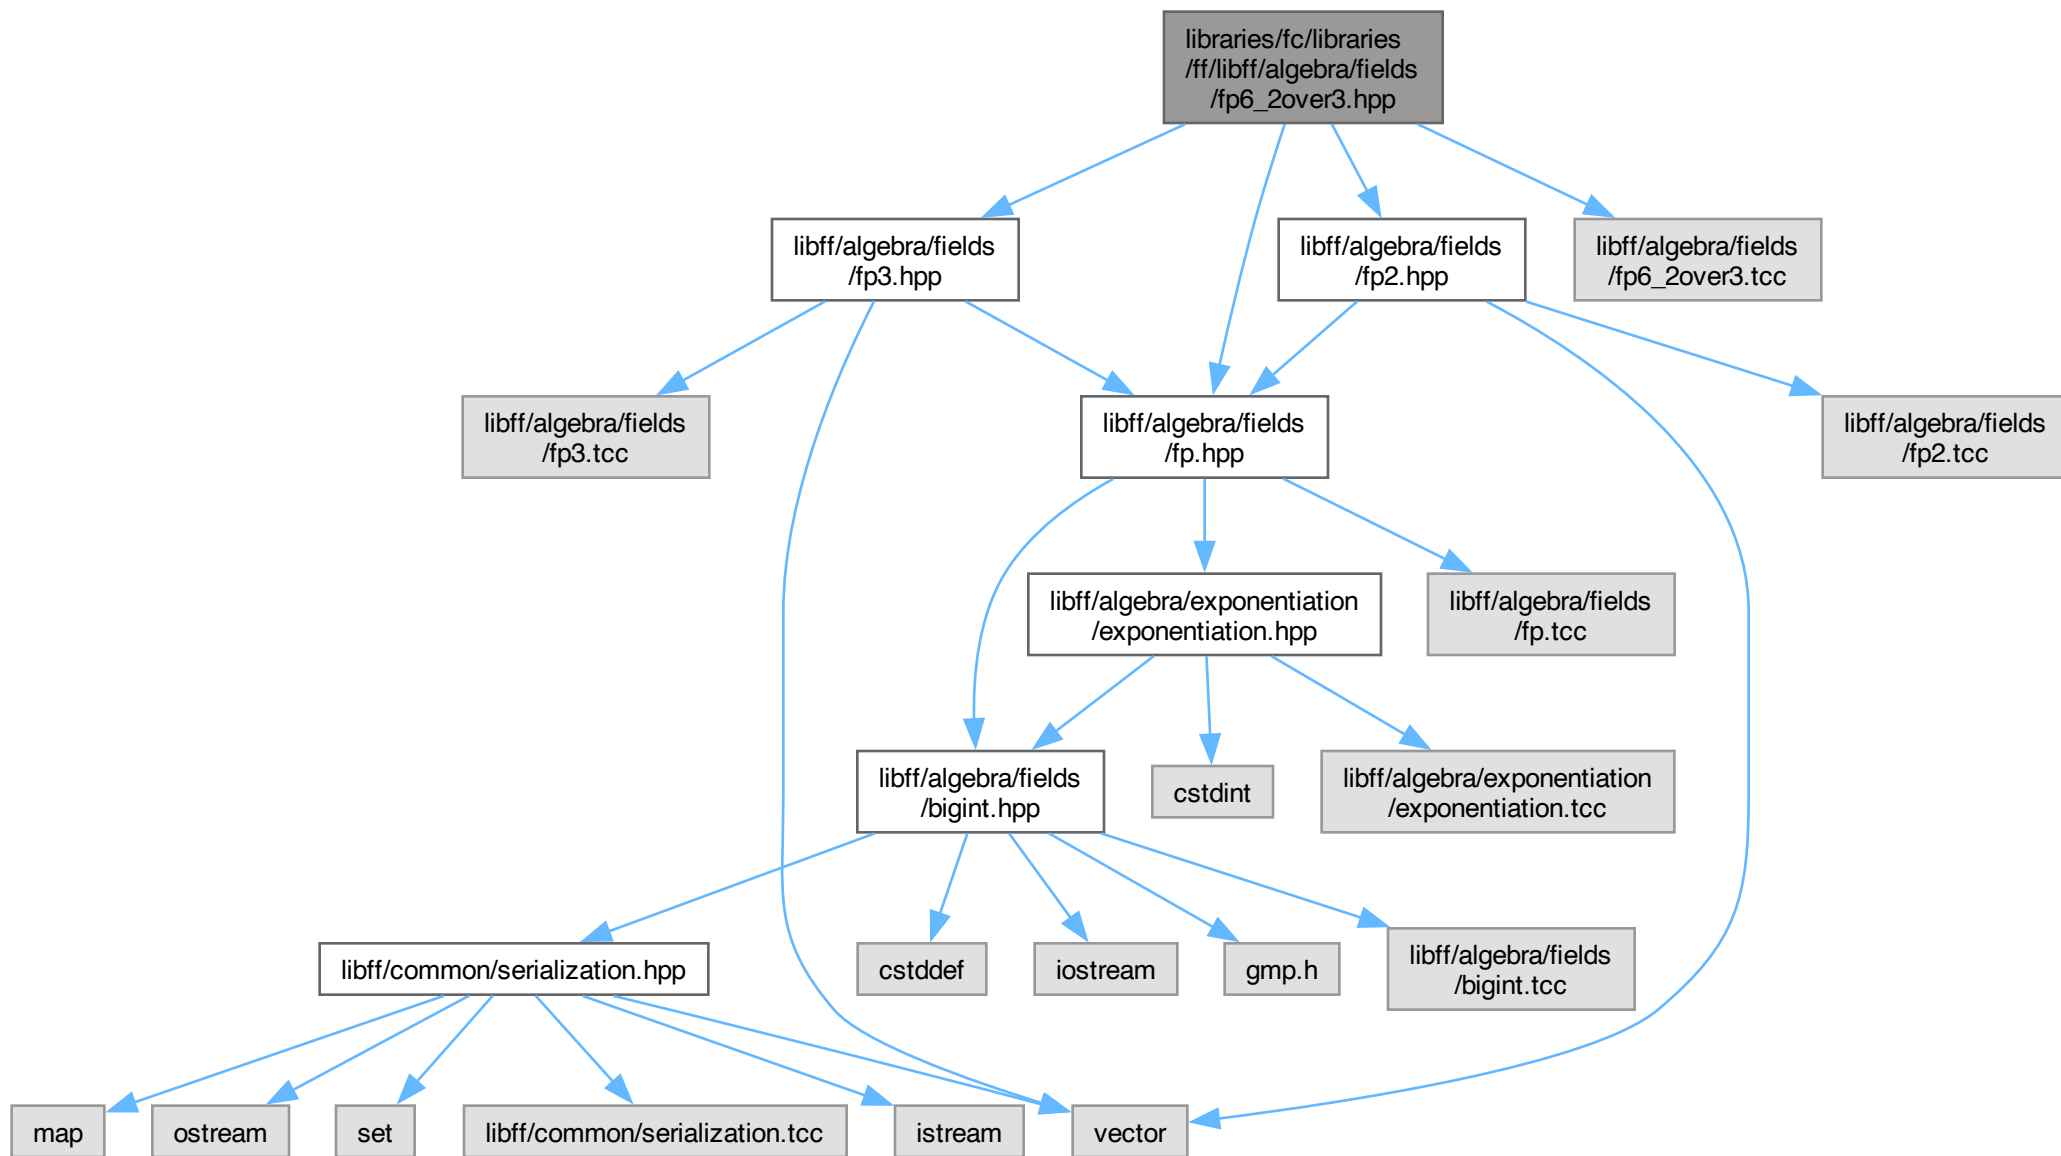 libraries/fc/libraries
/ff/libff/algebra/fields
/fp6_2over3.hpp
libff/algebra/fields
/fp3.hpp
libff/algebra/fields
/fp2.hpp
libff/algebra/fields
/fp6_2over3.tcc
libff/algebra/fields
/fp3.tcc
libff/algebra/fields
/fp.hpp
libff/algebra/fields
/fp2.tcc
libff/algebra/exponentiation
/exponentiation.hpp
libff/algebra/fields
/fp.tcc
libff/algebra/fields
/bigint.hpp
cstdint
libff/algebra/exponentiation
/exponentiation.tcc
libff/common/serialization.hpp
cstddef
iostream
gmp.h
libff/algebra/fields
/bigint.tcc
map
ostream
set
libff/common/serialization.tcc
istream
vector